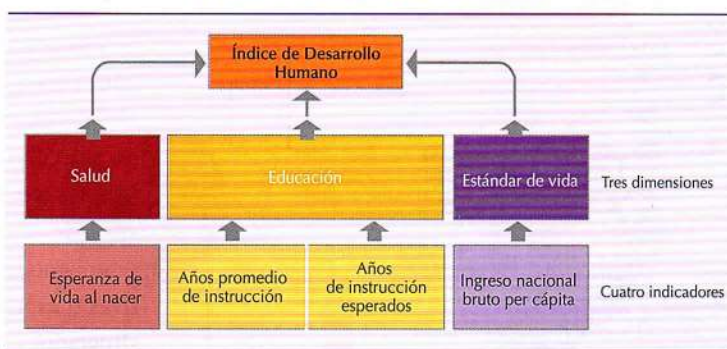 Índice de Desarrollo
Humano
Salud
Educación
Estándar de vida
Tres dimensiones
Esperanza de
vida al nacer
Años promedio
de instrucción
Años
de instrucción
esperados
Ingreso nacional
bruto per cápita
Cuatro indicadores